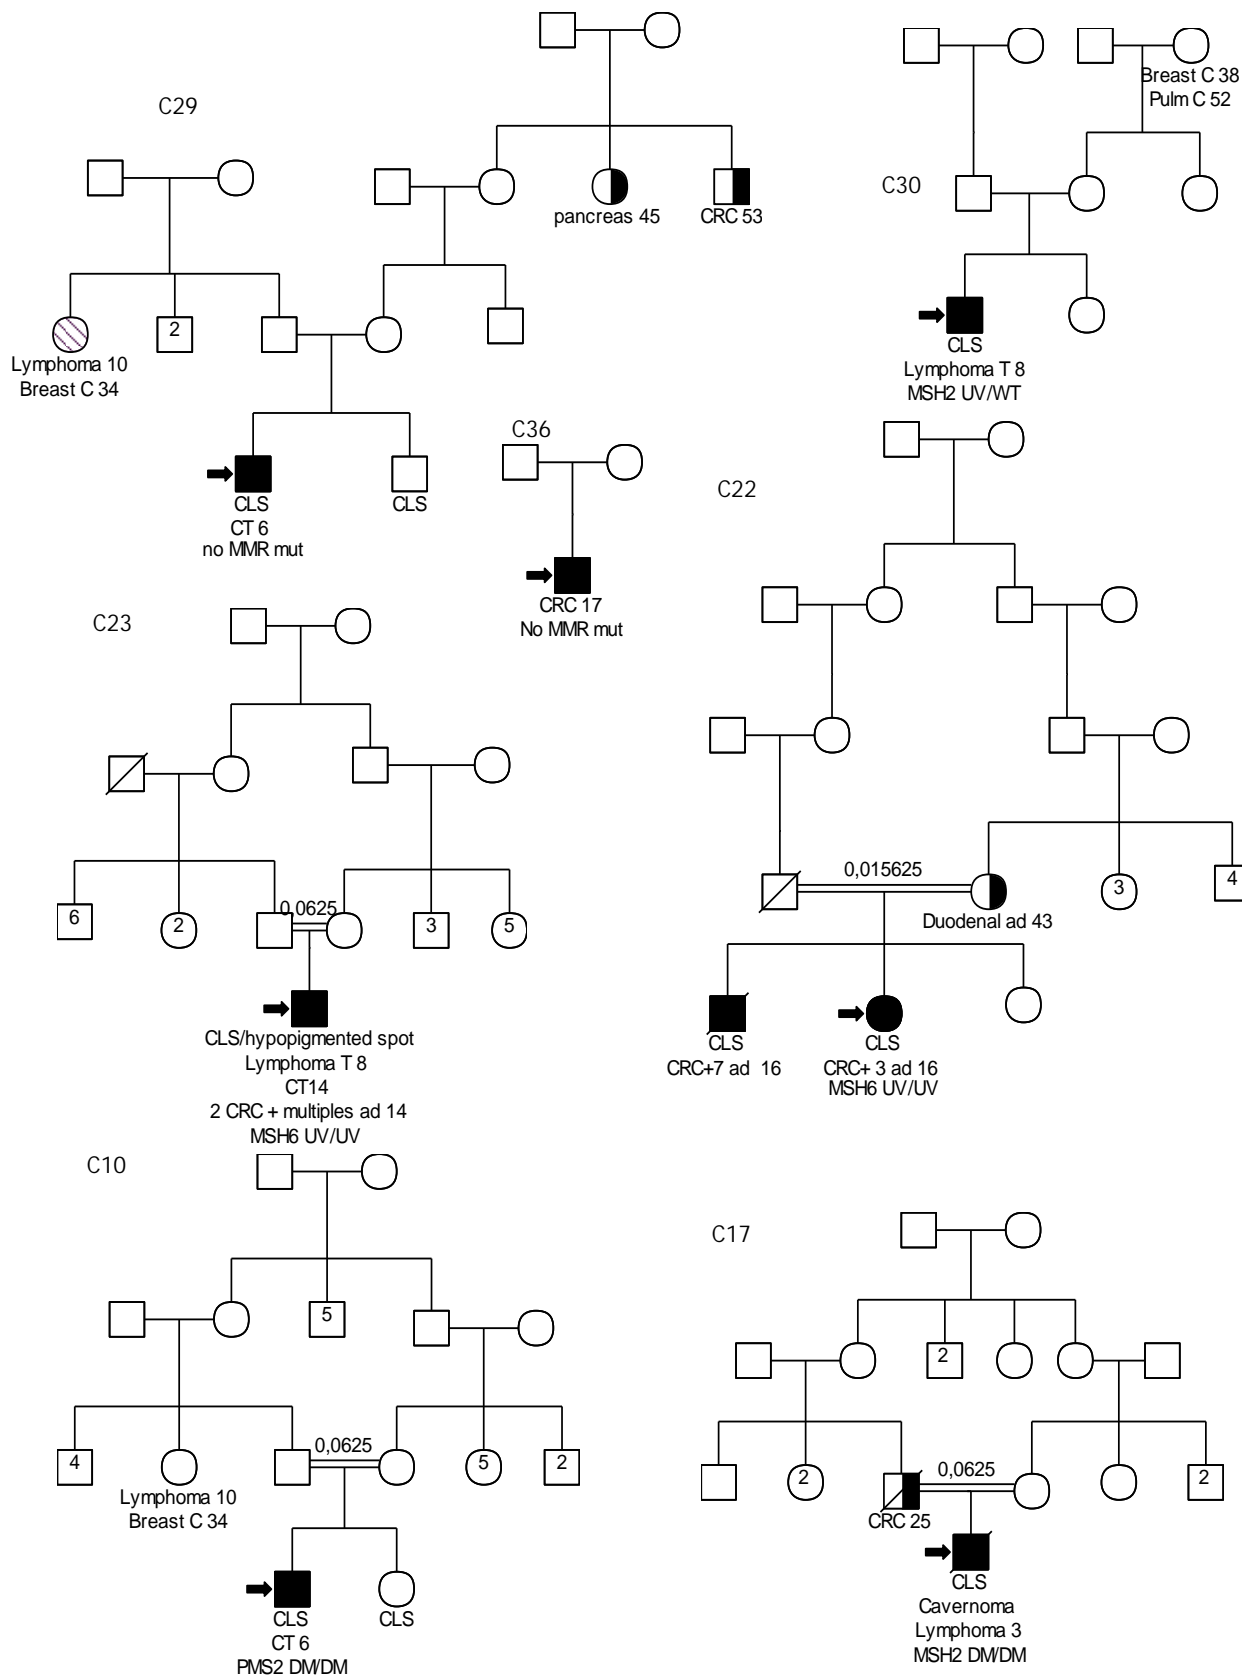 C29
pancreas 45
CRC 53
2
Lymphoma 10
Breast C 34
CLS
CT 6
no MMR mut
CLS
Breast C 38
Pulm C 52
C30
CLS
Lymphoma T 8
MSH2 UV/WT
C36
CRC 17
No MMR mut
C22
0,015625
3
4
Duodenal ad 43
CLS
CRC+7 ad 16
CLS
CRC+ 3 ad 16
MSH6 UV/UV
C23
6
2
0,0625
3
5
CLS/hypopigmented spot
Lymphoma T 8
CT14
2 CRC + multiples ad 14
MSH6 UV/UV
C10
5
4
0,0625
5
2
Lymphoma 10
Breast C 34
CLS
CT 6
PMS2 DM/DM
CLS
C17
2
2
0,0625
2
CRC 25
CLS
Cavernoma
Lymphoma 3
MSH2 DM/DM